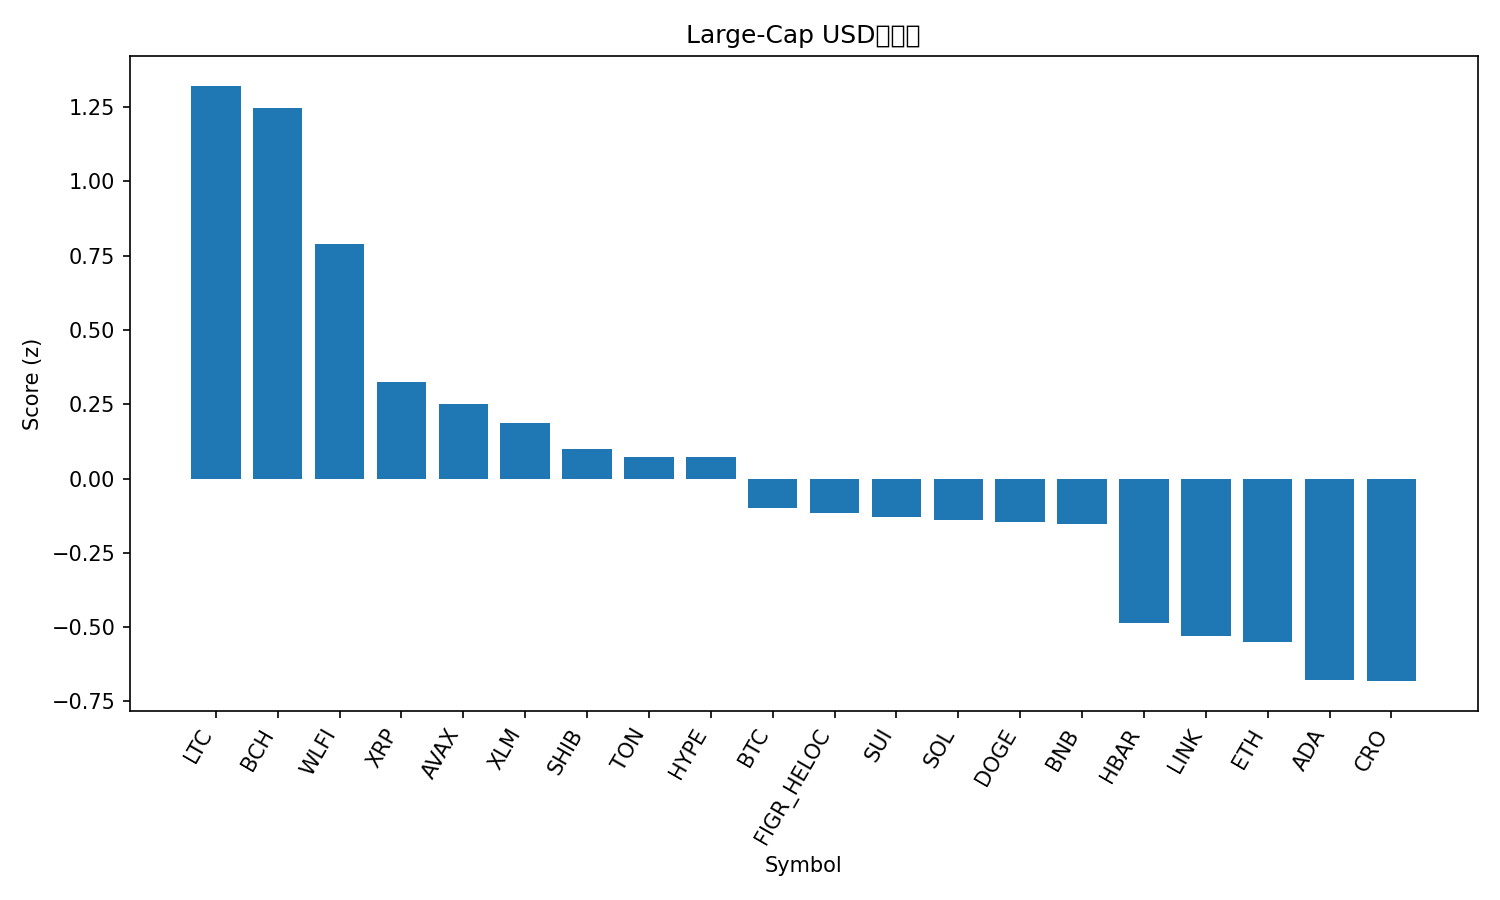 Large-Cap USD
Score (z)
1.25
1.00
0.75
0.50
0.25
0.00
−0.25
−0.50
−0.75
LTC
BCH
WLFI
XRP
AVAX
XLM
SHIB
TON
HYPE
BTC
FIGR_HELOC
SUI
SOL
DOGE
BNB
HBAR
LINK
ETH
ADA
CRO
Symbol